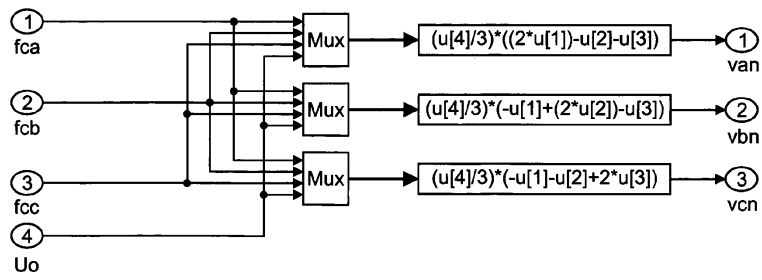 1
fca
Mux
(u[4]/3)*((2*u[1])-u[2]-u[3])
1
van
2
fcb
Mux
(u[4]/3)*(-u[1]+(2*u[2])-u[3])
2
vbn
3
fcc
Mux
(u[4]/3)*(-u[1]-u[2]+2*u[3])
3
vcn
4
Uo